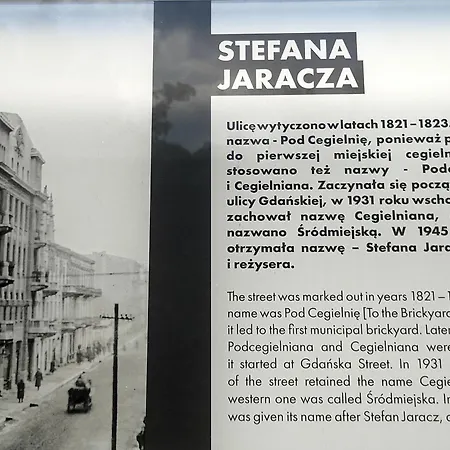 STEFANA
JARACZA
Ulicę wytyczono w latach 1821 – 1823.
nazwa - Pod Cegielnię, ponieważ p
do pierwszej miejskiej cegieln
stosowano też nazwy - Podc
i Cegielniana. Zaczynała się począ
ulicy Gdańskiej, w 1931 roku wscho
zachował nazwę Cegielniana,
nazwano Śródmiejską. W 1945
otrzymała nazwę – Stefana Jara
i reżysera.
The street was marked out in years 1821 – 1
name was Pod Cegielnię [To the Brickyard
it led to the first municipal brickyard. Later
Podcegielniana and Cegielniana were
it started at Gdańska Street. In 1931
of the street retained the name Cegie
western one was called Śródmiejska. In
was given its name after Stefan Jaracz, a